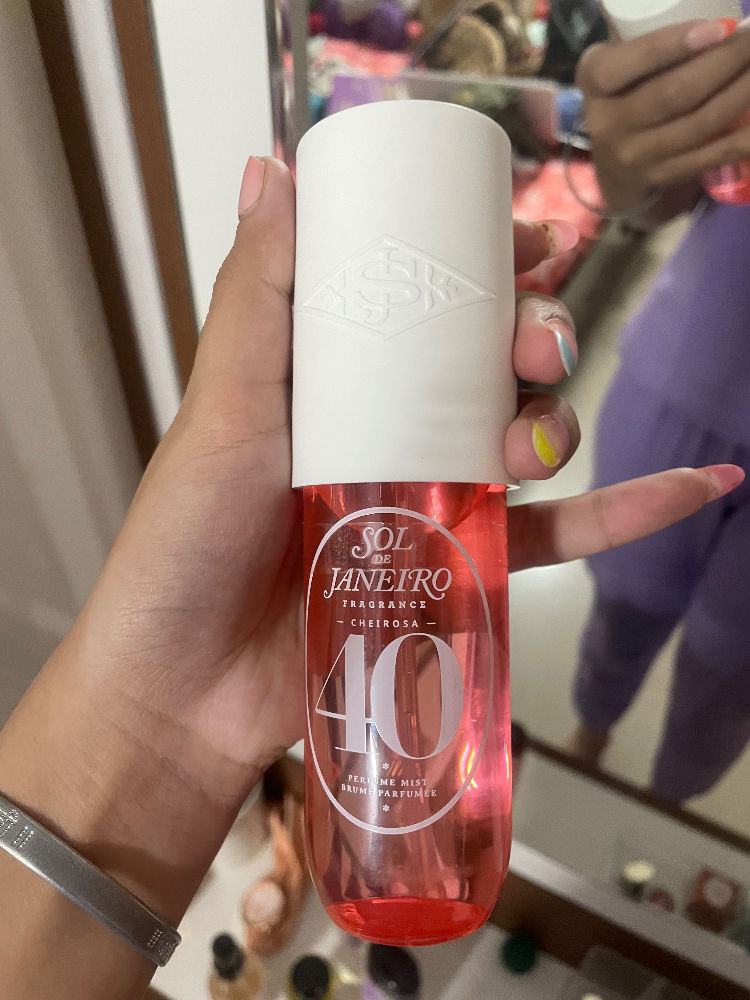 SOL
DE
JANEIRO
FRAGRANCE
– CHEIROSA –
40
PERFUME MIST
BRUME PARFUMÉE